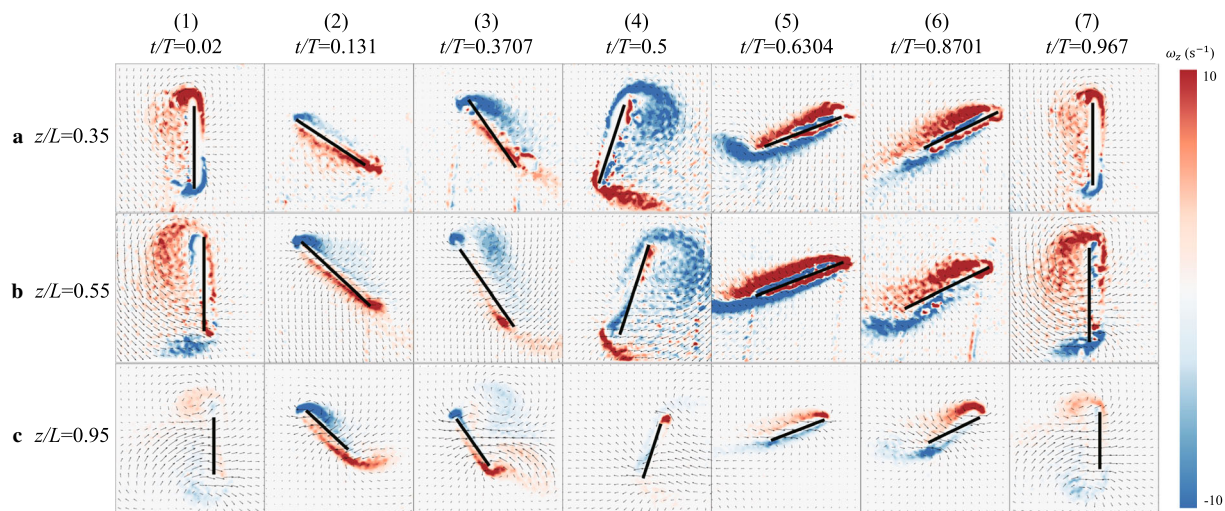 (1) (2) (3) (4) (5) (6) (7)
t/T=0.02 t/T=0.131 t/T=0.3707 t/T=0.5 t/T=0.6304 t/T=0.8701 t/T=0.967
ω_z (s⁻¹)
10
a z/L=0.35
b z/L=0.55
c z/L=0.95
-10